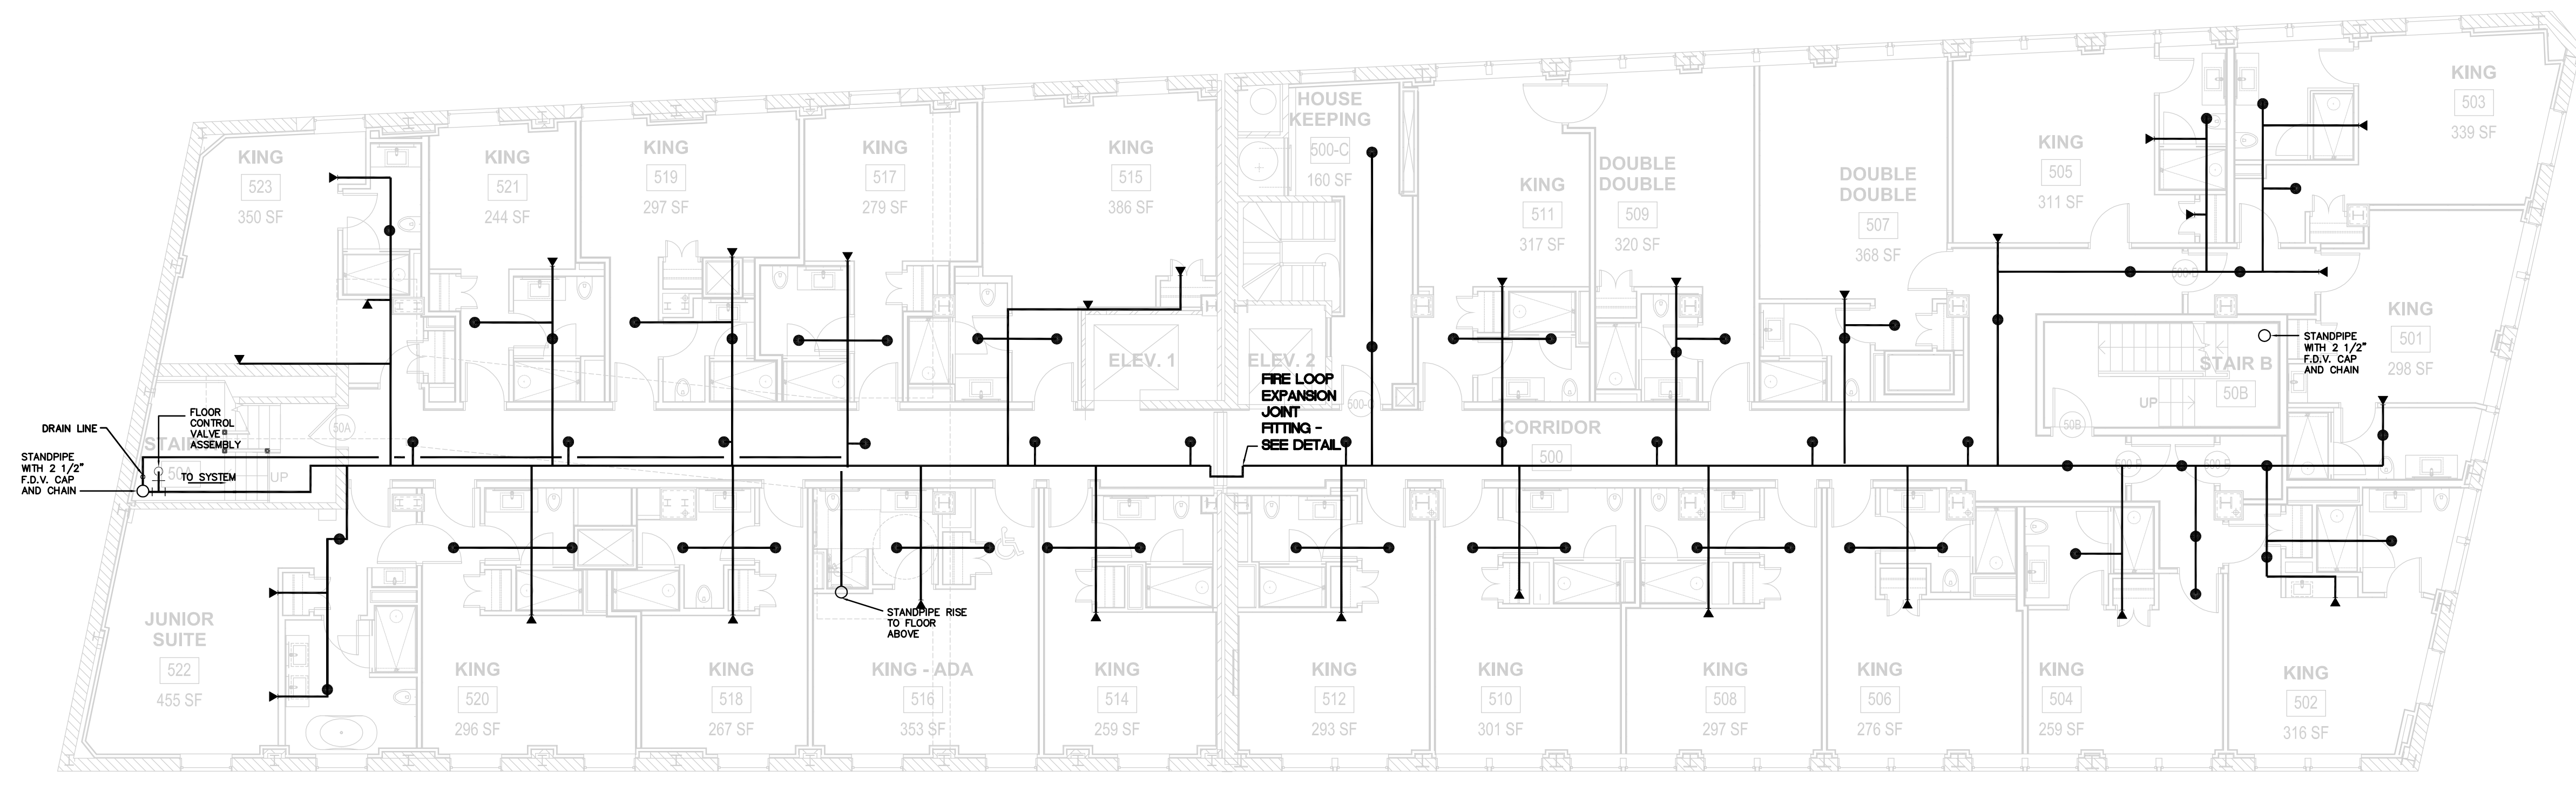 KING
503
339 SF
HOUSE
KEEPING
500-C
160 SF
KING
523
350 SF
KING
521
244 SF
KING
519
297 SF
KING
517
279 SF
KING
515
386 SF
KING
511
317 SF
DOUBLE
DOUBLE
509
320 SF
DOUBLE
DOUBLE
507
368 SF
KING
505
311 SF
KING
501
298 SF
ELEV. 1
ELEV. 2
FIRE LOOP
EXPANSION
JOINT
FITTING -
SEE DETAIL
500-C
STANDPIPE
WITH 2 1/2"
F.D.V. CAP
AND CHAIN
STAIR B
50B
UP
50B
DRAIN LINE
FLOOR
CONTROL
VALVE
ASSEMBLY
50A
STAIR
50A
UP
STANDPIPE
WITH 2 1/2"
F.D.V. CAP
AND CHAIN
TO SYSTEM
CORRIDOR
500
STANDPIPE RISE
TO FLOOR
ABOVE
JUNIOR
SUITE
522
455 SF
KING
520
296 SF
KING
518
267 SF
KING - ADA
516
353 SF
KING
514
259 SF
KING
512
293 SF
KING
510
301 SF
KING
508
297 SF
KING
506
276 SF
KING
504
259 SF
KING
502
316 SF